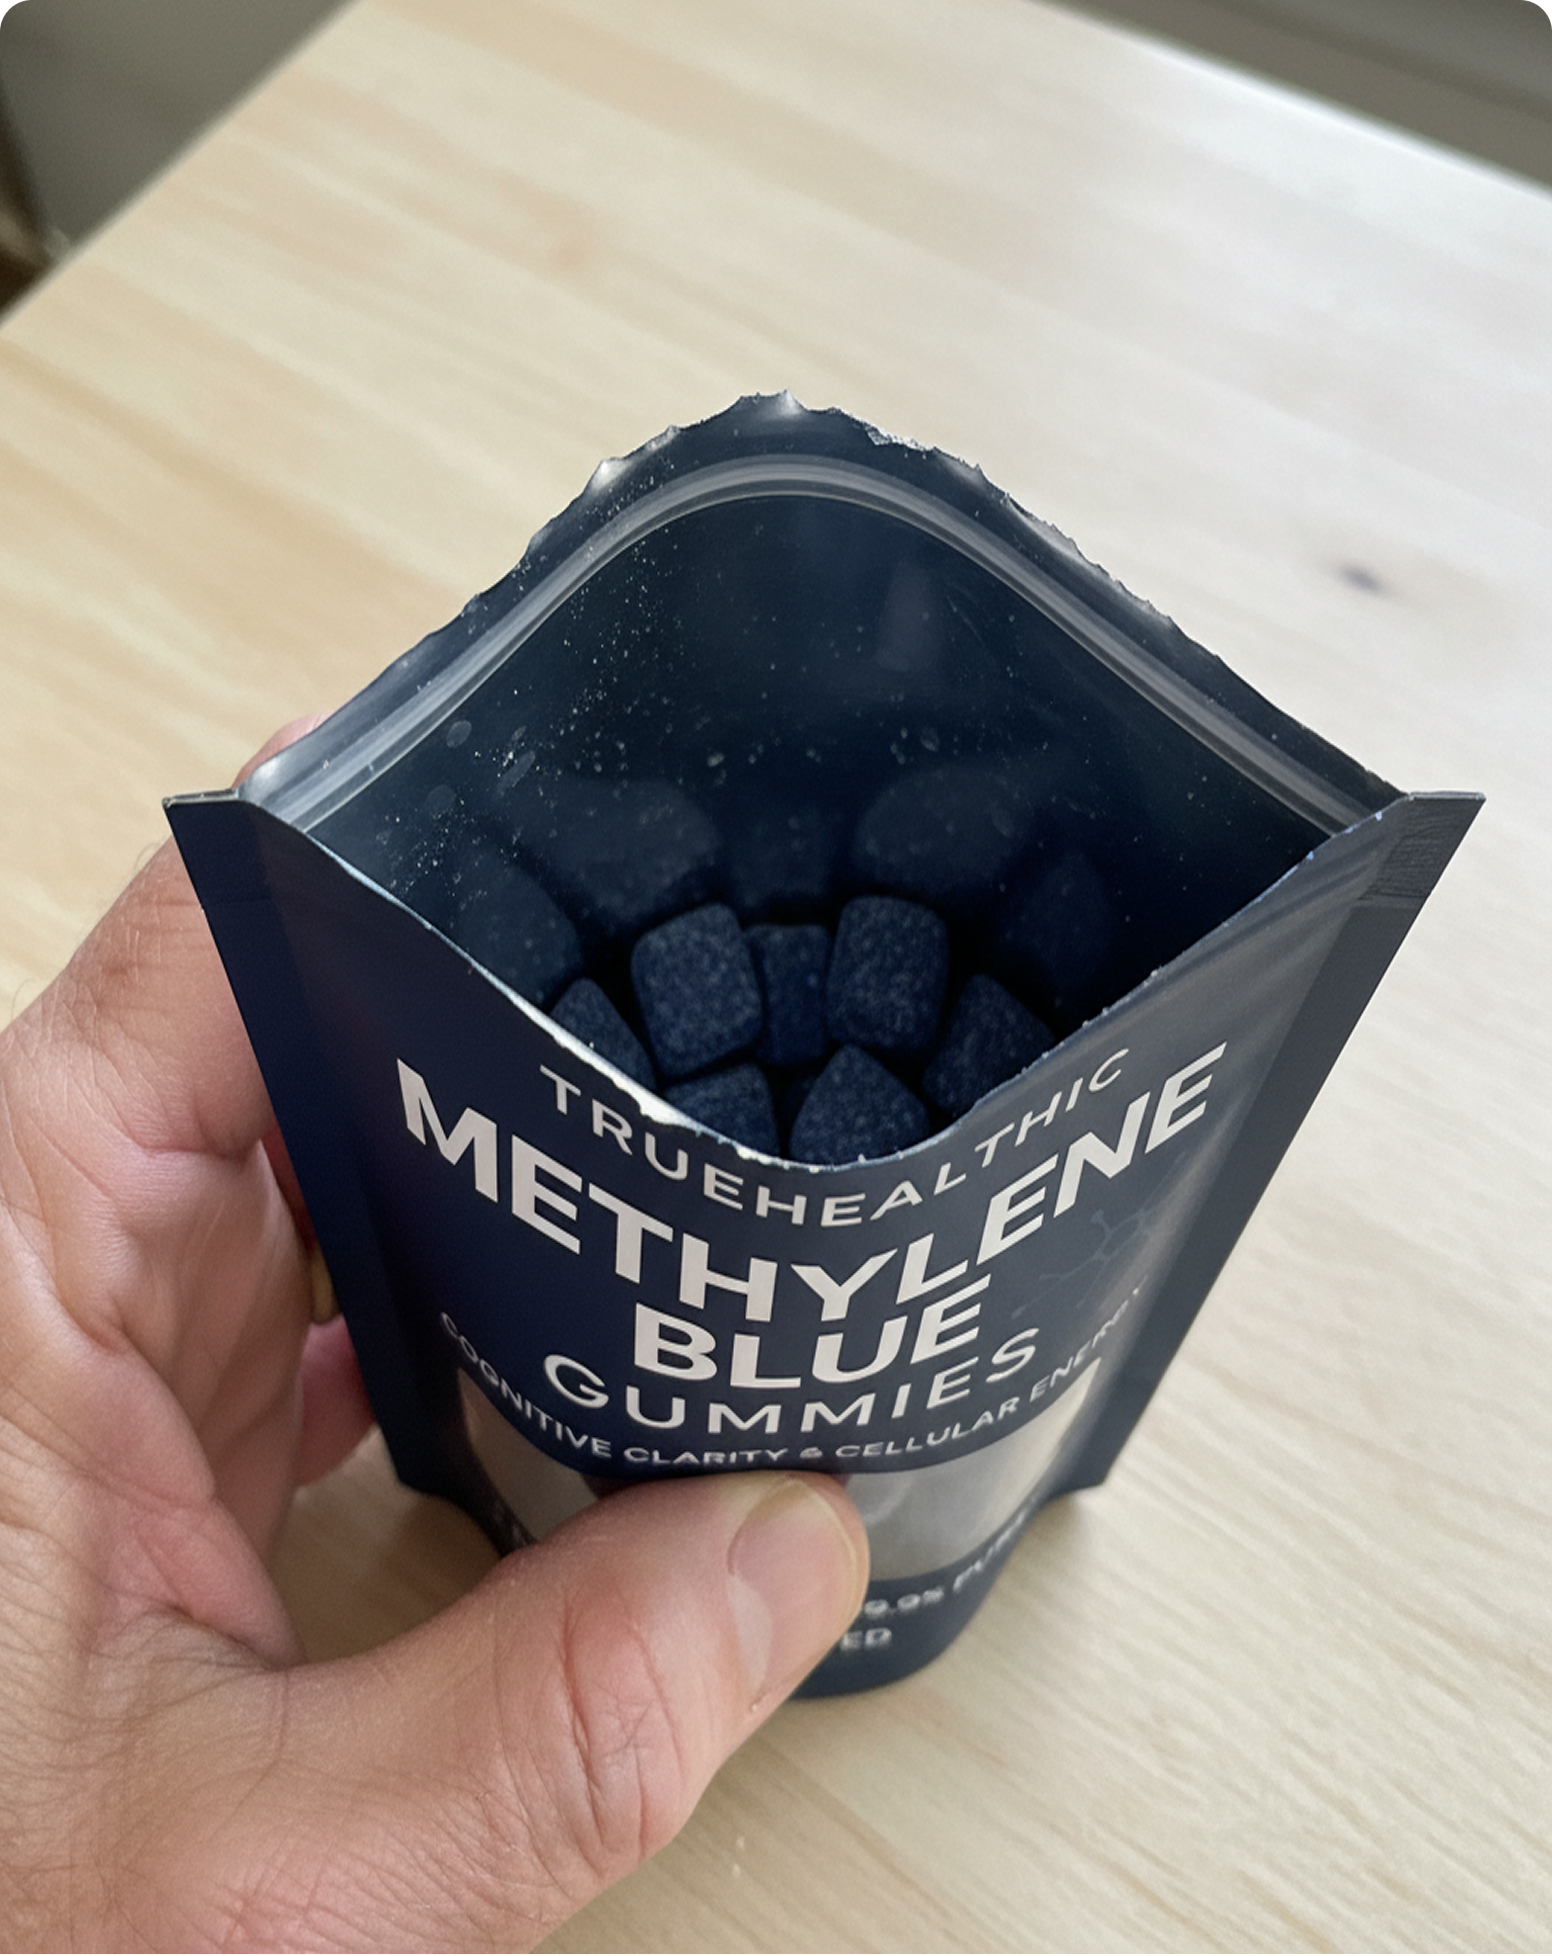 TRUEHEALTHIC
METHYLENE
BLUE
GUMMIES
COGNITIVE CLARITY & CELLULAR ENERGY